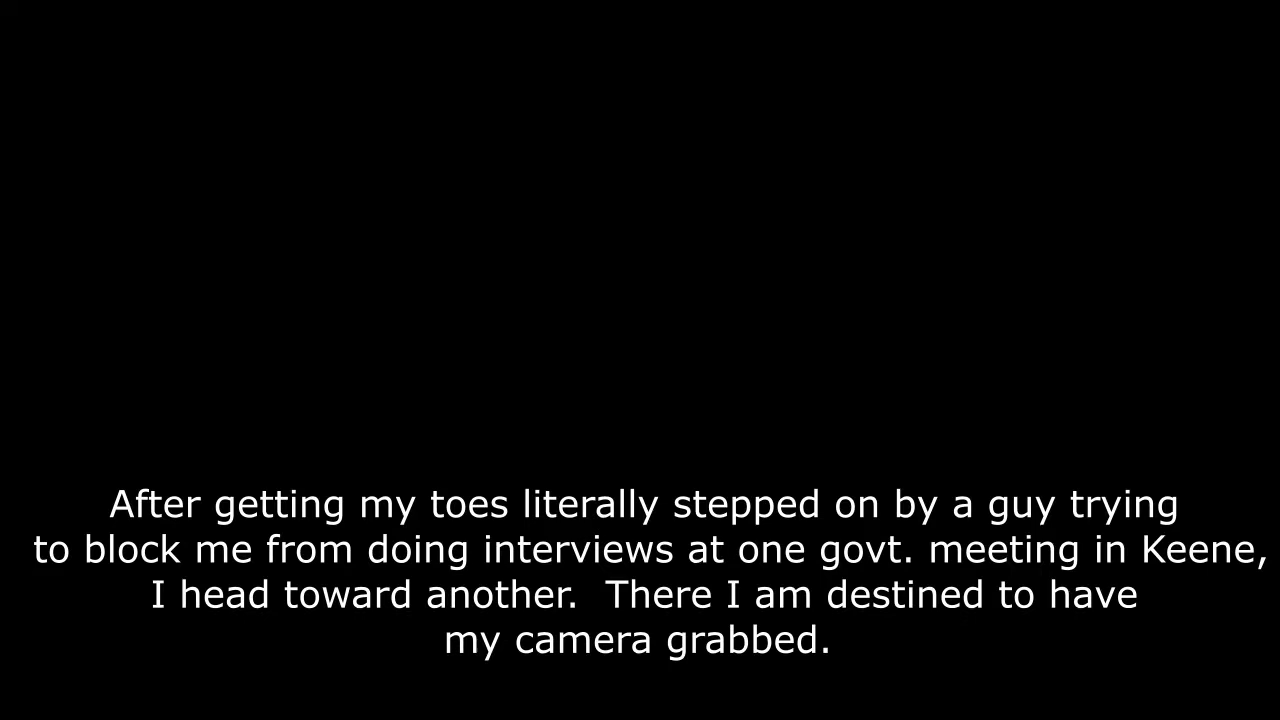 After getting my toes literally stepped on by a guy trying
to block me from doing interviews at one govt. meeting in Keene,
I head toward another.  There I am destined to have
my camera grabbed.